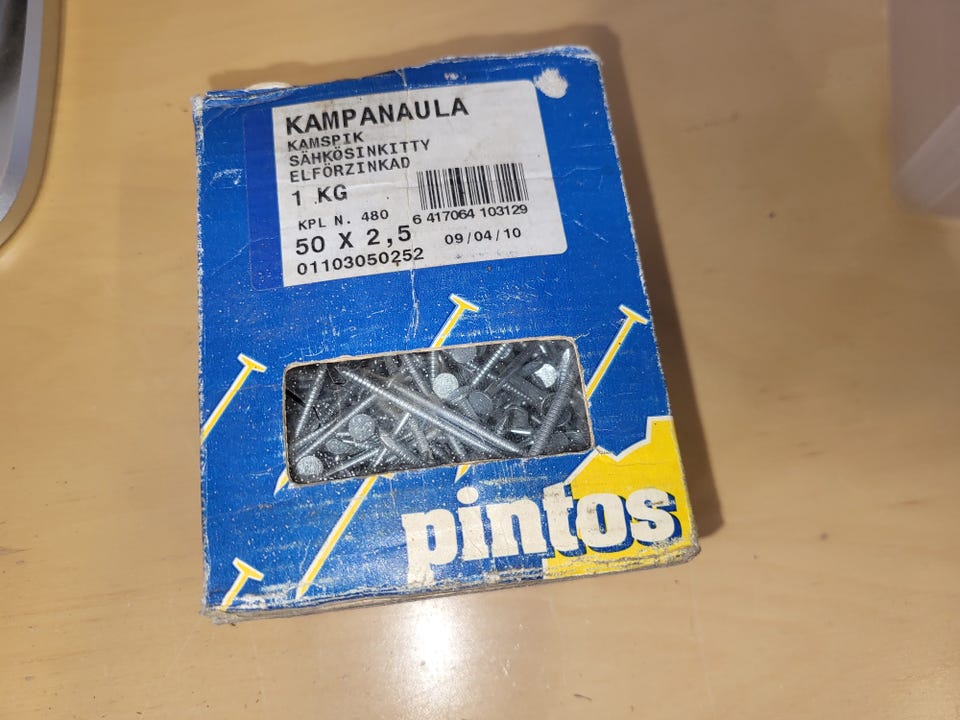 KAMPANAULA
KAMSPIK
SÄHKÖSINKITTY
ELFÖRZINKAD
1 KG
KPL N. 480
6 417064 103129
50 X 2,5
09/04/10
01103050252
pintos